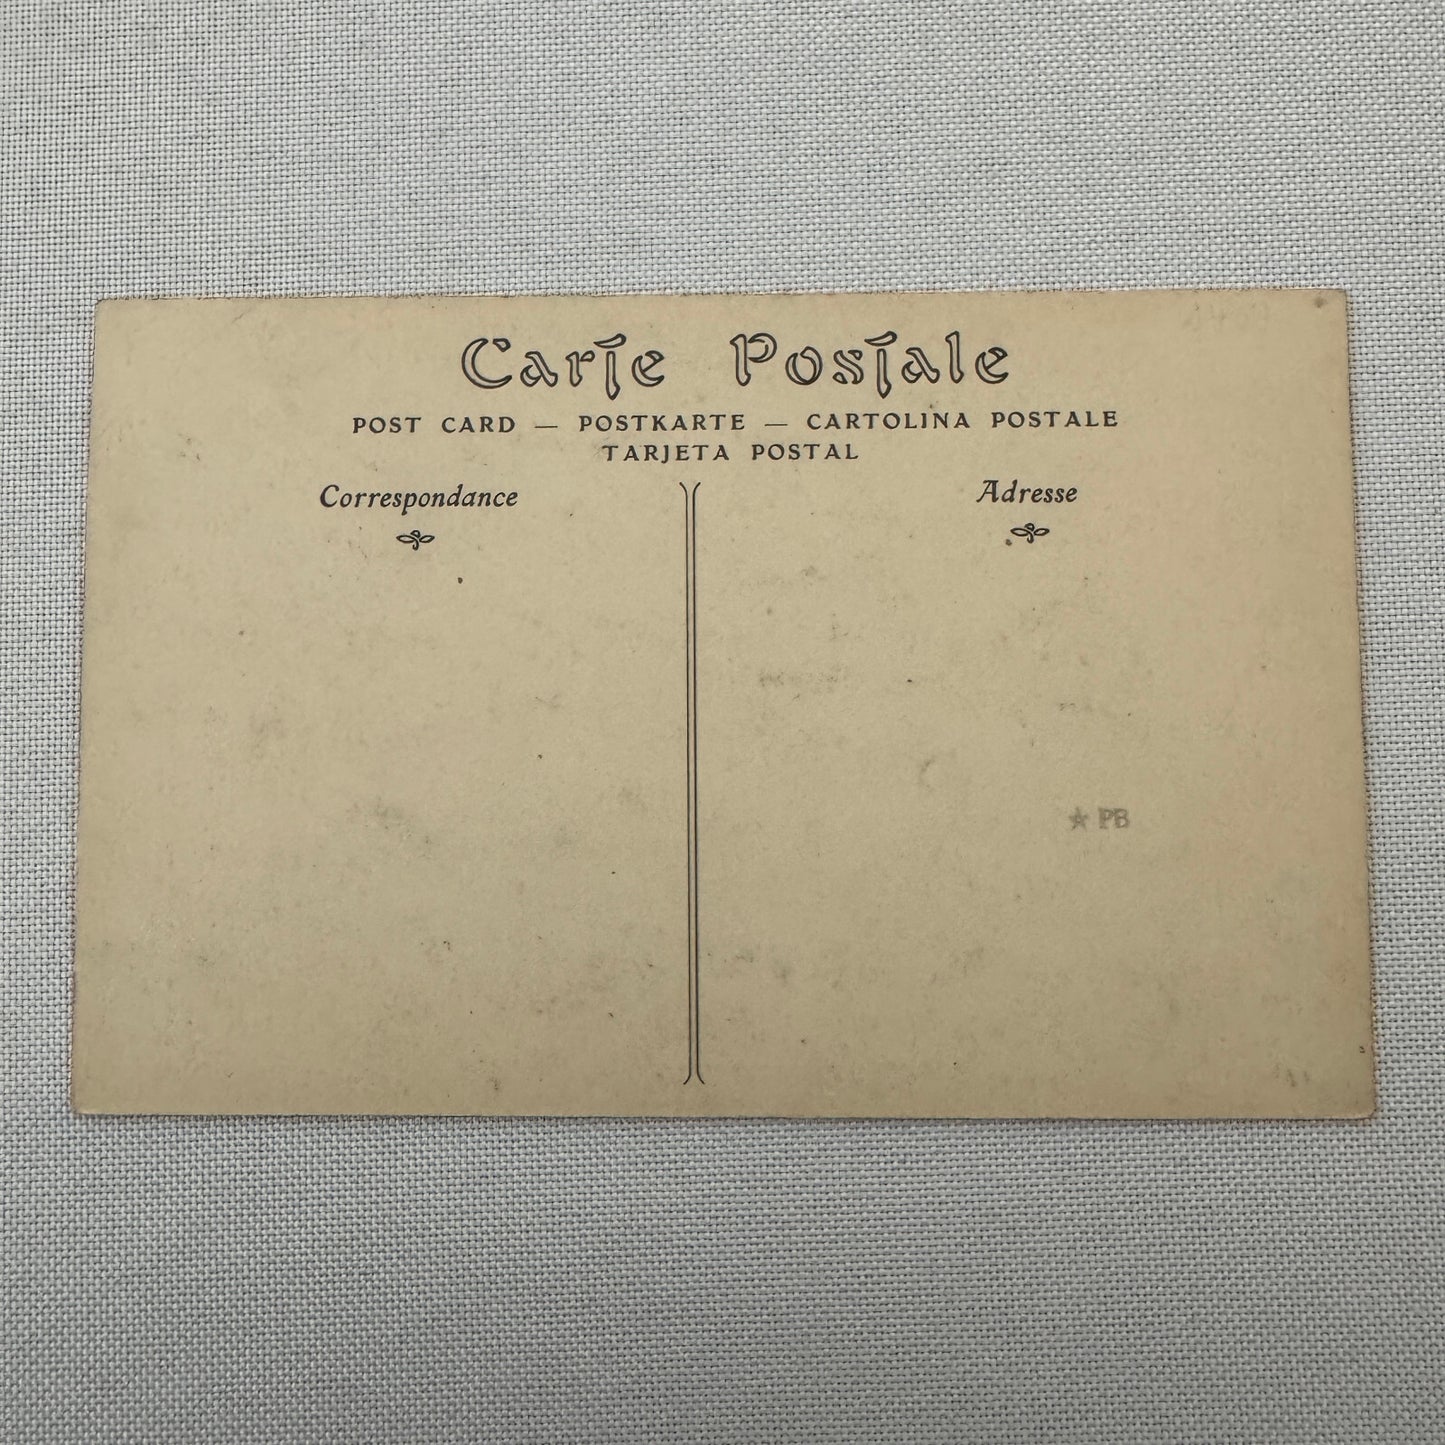 Carte Postale
POST CARD — POSTKARTE — CARTOLINA POSTALE
TARJETA POSTAL
Correspondance
Adresse
★ PB